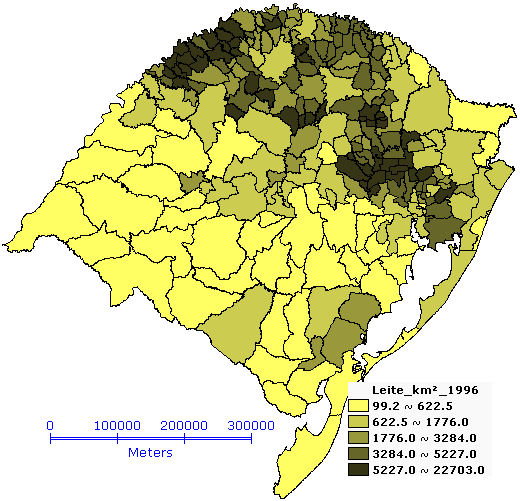 Leite_km²_1996
99.2 ~ 622.5
622.5 ~ 1776.0
1776.0 ~ 3284.0
3284.0 ~ 5227.0
5227.0 ~ 22703.0
0 100000 200000 300000
Meters